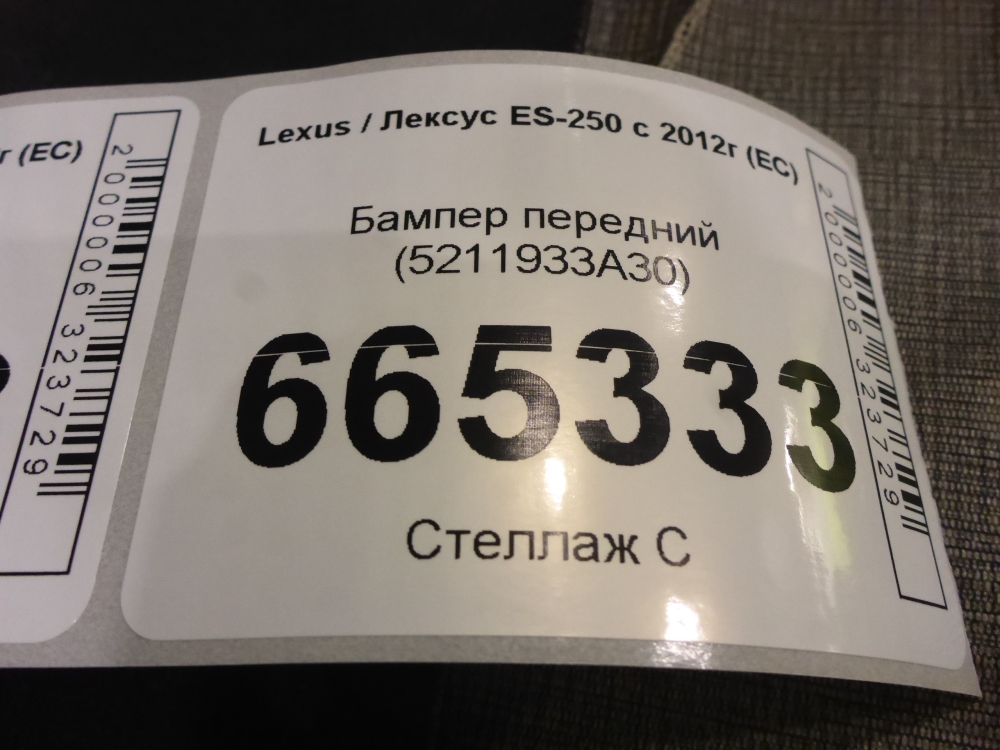 г (ЕС)
2000006323729
Lexus / Лексус ES-250 с 2012г (ЕС)
Бампер передний
(5211933A30)
665333
Стеллаж С
2000006323729